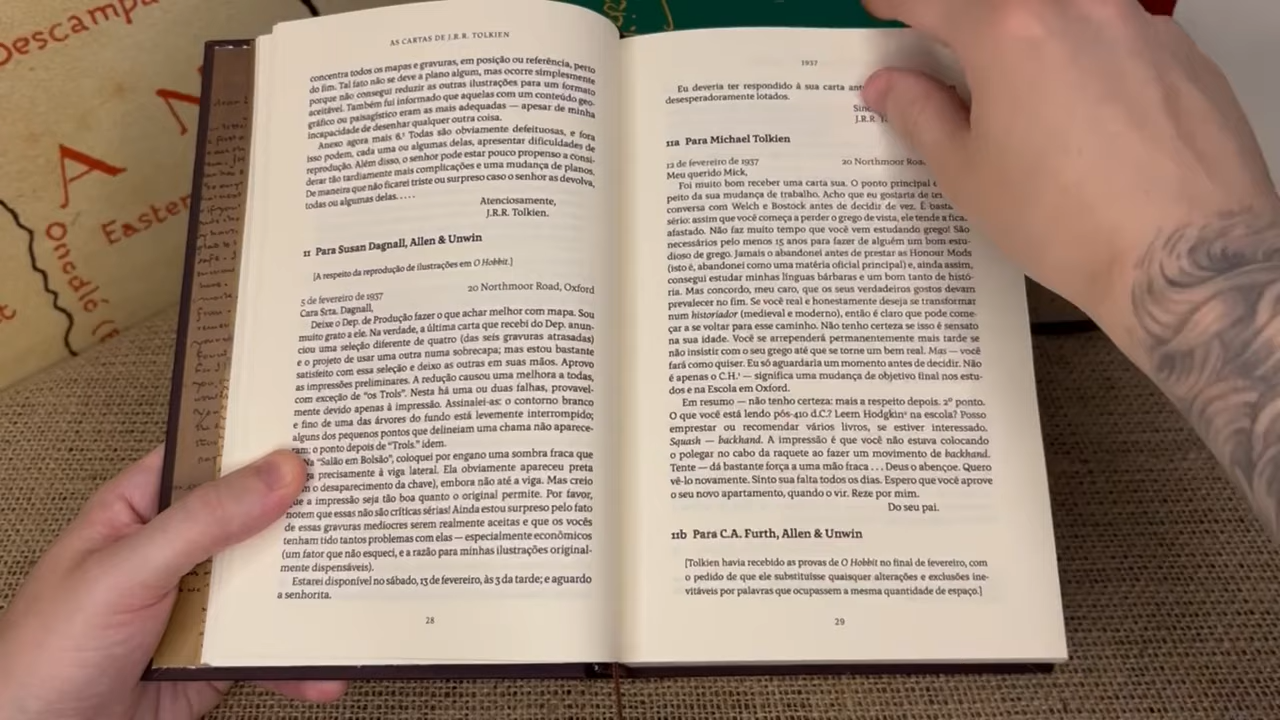 Descampa
A
N
Easter
Onedló (
AS CARTAS DE J.R.R. TOLKIEN
concentra todos os mapas e gravuras, em posição ou referência, perto
do fim. Tal fato não se deve a plano algum, mas ocorre simplesmente
porque não consegui reduzir as outras ilustrações para um formato
aceitável. Também fui informado que aquelas com um conteúdo geo-
gráfico ou paisagístico eram as mais adequadas — apesar de minha
incapacidade de desenhar qualquer outra coisa.
Anexo agora mais 6.¹ Todas são obviamente defeituosas, e fora
isso podem, cada uma ou algumas delas, apresentar dificuldades de
reprodução. Além disso, o senhor pode estar pouco propenso a consi-
derar tão tardiamente mais complicações e uma mudança de planos.
De maneira que não ficarei triste ou surpreso caso o senhor as devolva,
todas ou algumas delas.....
Atenciosamente,
J.R.R. Tolkien.
11 Para Susan Dagnall, Allen & Unwin
[A respeito da reprodução de ilustrações em O Hobbit.]
5 de fevereiro de 1937
20 Northmoor Road, Oxford
Cara Srta. Dagnall,
Deixe o Dep. de Produção fazer o que achar melhor com mapa. Sou
muito grato a ele. Na verdade, a última carta que recebi do Dep. anun-
ciou uma seleção diferente de quatro (das seis gravuras atrasadas)
e o projeto de usar uma outra numa sobrecapa; mas estou bastante
satisfeito com essa seleção e deixo as outras em suas mãos. Aprovo
as impressões preliminares. A redução causou uma melhora a todas,
com exceção de “os Trols”. Nesta há uma ou duas falhas, provavel-
mente devido apenas à impressão. Assinalei-as: o contorno branco
e fino de uma das árvores do fundo está levemente interrompido;
alguns dos pequenos pontos que delineiam uma chama não aparece-
ram; o ponto depois de “Trols.” idem.
Na “Salão em Bolsão”, coloquei por engano uma sombra fraca que
precisamente à viga lateral. Ela obviamente apareceu preta
o desaparecimento da chave), embora não até a viga. Mas creio
que a impressão seja tão boa quanto o original permite. Por favor,
notem que essas não são críticas sérias! Ainda estou surpreso pelo fato
de essas gravuras medíocres serem realmente aceitas e que os vocês
tenham tido tantos problemas com elas — especialmente econômicos
(um fator que não esqueci, e a razão para minhas ilustrações original-
mente dispensáveis).
Estarei disponível no sábado, 13 de fevereiro, às 3 da tarde; e aguardo
a senhorita.
28
1937
Eu deveria ter respondido à sua carta ant
desesperadoramente lotados.
Sinc
J.R.R. T
11a Para Michael Tolkien
12 de fevereiro de 1937
20 Northmoor Road,
Meu querido Mick,
Foi muito bom receber uma carta sua. O ponto principal
peito da sua mudança de trabalho. Acho que eu gostaria de ter
conversa com Welch e Bostock antes de decidir de vez. É basta
sério: assim que você começa a perder o grego de vista, ele tende a fica.
afastado. Não faz muito tempo que você vem estudando grego! São
necessários pelo menos 15 anos para fazer de alguém um bom estu-
dioso de grego. Jamais o abandonei antes de prestar as Honour Mods
(isto é, abandonei como uma matéria oficial principal) e, ainda assim,
consegui estudar minhas línguas bárbaras e um bom tanto de histó-
ria. Mas concordo, meu caro, que os seus verdadeiros gostos devam
prevalecer no fim. Se você real e honestamente deseja se transformar
num historiador (medieval e moderno), então é claro que pode come-
çar a se voltar para esse caminho. Não tenho certeza se isso é sensato
na sua idade. Você se arrependerá permanentemente mais tarde se
não insistir com o seu grego até que se torne um bem real. Mas — você
fará como quiser. Eu só aguardaria um momento antes de decidir. Não
é apenas o C.H.¹ — significa uma mudança de objetivo final nos estu-
dos e na Escola em Oxford.
Em resumo — não tenho certeza: mais a respeito depois. 2º ponto.
O que você está lendo pós-410 d.C.? Leem Hodgkin² na escola? Posso
emprestar ou recomendar vários livros, se estiver interessado.
Squash — backhand. A impressão é que você não estava colocando
o polegar no cabo da raquete ao fazer um movimento de backhand.
Tente — dá bastante força a uma mão fraca... Deus o abençoe. Quero
vê-lo novamente. Sinto sua falta todos os dias. Espero que você aprove
o seu novo apartamento, quando o vir. Reze por mim.
Do seu pai.
11b Para C.A. Furth, Allen & Unwin
[Tolkien havia recebido as provas de O Hobbit no final de fevereiro, com
o pedido de que ele substituísse quaisquer alterações e exclusões ine-
vitáveis por palavras que ocupassem a mesma quantidade de espaço.]
29